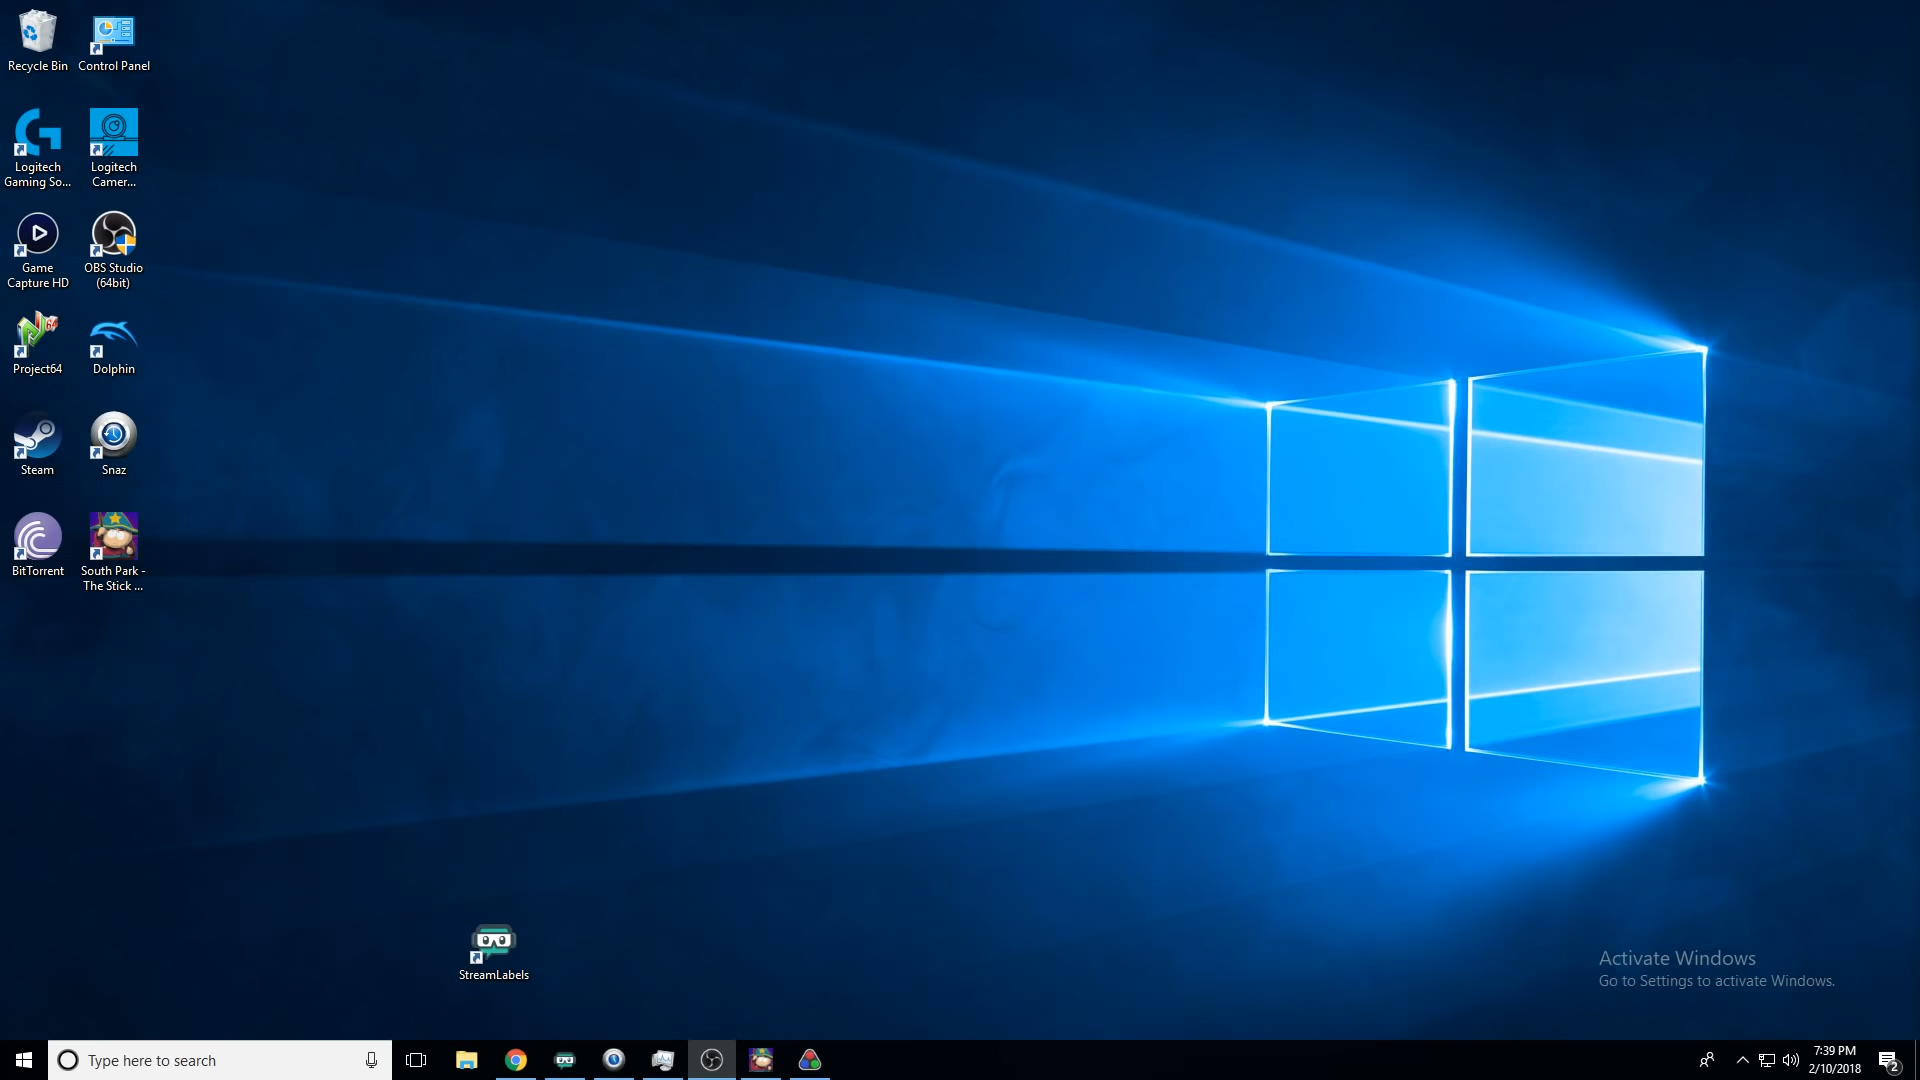 Recycle Bin
Control Panel
Logitech
Gaming So...
Logitech
Camer...
Game
Capture HD
OBS Studio
(64bit)
64
Project64
Dolphin
Steam
Snaz
BitTorrent
South Park -
The Stick ...
StreamLabels
Activate Windows
Go to Settings to activate Windows.
Type here to search
7:39 PM
2/10/2018
2